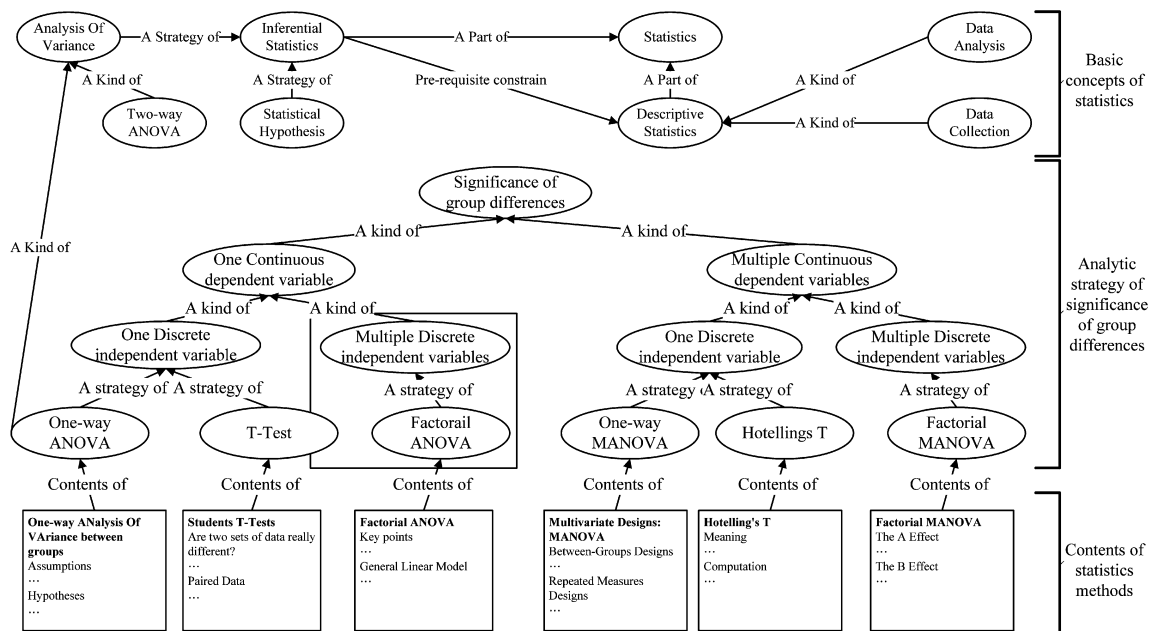 Analysis Of
Variance
A Strategy of
Inferential
Statistics
A Part of
Statistics
Data
Analysis
A Kind of
A Strategy of
Pre-requisite constrain
A Part of
A Kind of
Two-way
ANOVA
Statistical
Hypothesis
Descriptive
Statistics
A Kind of
Data
Collection
Basic
concepts of
statistics
Significance of
group differences
A kind of
A kind of
A Kind of
One Continuous
dependent variable
Multiple Continuous
dependent variables
A kind of
A kind of
A kind of
A kind of
One Discrete
independent variable
Multiple Discrete
independent variables
One Discrete
independent variable
Multiple Discrete
independent variables
A strategy of
A strategy of
A strategy of
A strategy of
A strategy of
A strategy of
One-way
ANOVA
T-Test
Factorail
ANOVA
One-way
MANOVA
Hotellings T
Factorial
MANOVA
Analytic
strategy of
significance
of group
differences
Contents of
Contents of
Contents of
Contents of
Contents of
Contents of
One-way ANalysis Of
VAriance between
groups
Assumptions
...
Hypotheses
...
Students T-Tests
Are two sets of data really
different?
...
Paired Data
...
Factorial ANOVA
Key points
...
General Linear Model
...
Multivariate Designs:
MANOVA
Between-Groups Designs
...
Repeated Measures
Designs
...
Hotelling's T
Meaning
...
Computation
...
Factorial MANOVA
The A Effect
...
The B Effect
...
Contents of
statistics
methods